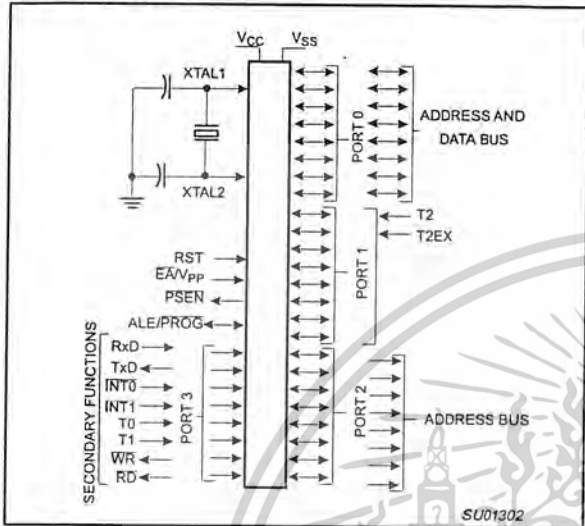 VCC VSS
XTAL1
XTAL2
PORT 0
ADDRESS AND
DATA BUS
T2
T2EX
PORT 1
RST
EA/VPP
PSEN
ALE/PROG
SECONDARY FUNCTIONS
RxD
TxD
INT0
INT1
T0
T1
WR
RD
PORT 3
PORT 2
ADDRESS BUS
SU01302